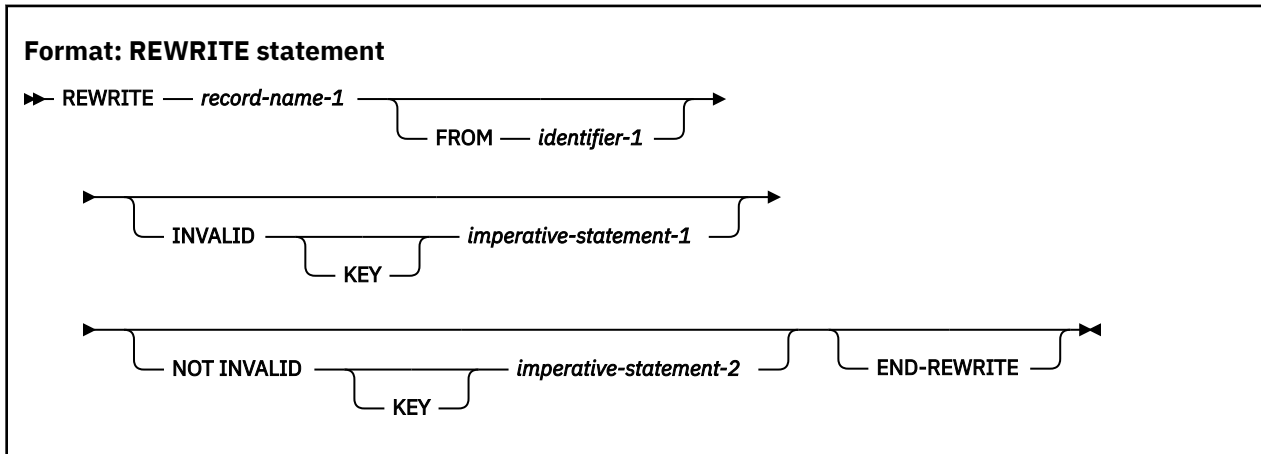 Format: REWRITE statement
REWRITE record-name-1
FROM identifier-1
INVALID imperative-statement-1
KEY
NOT INVALID imperative-statement-2 END-REWRITE
KEY